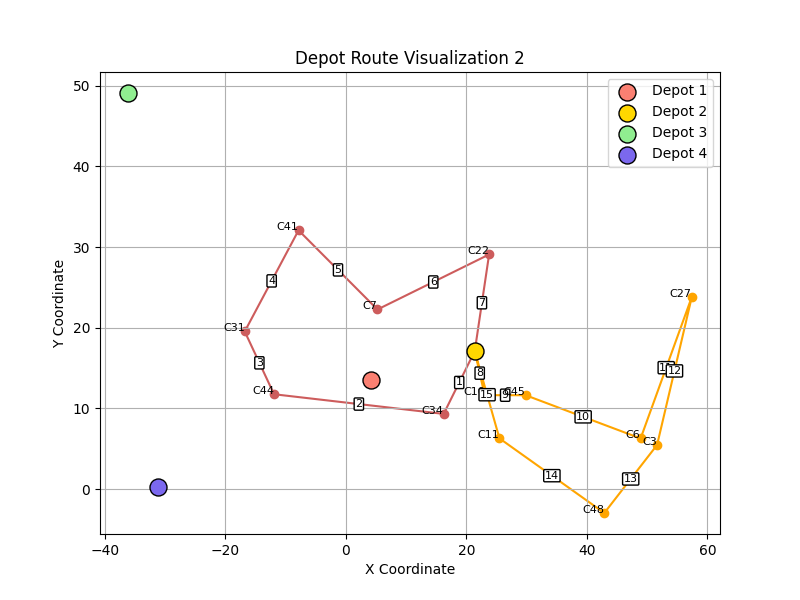 Depot Route Visualization 2
Depot 1
Depot 2
Depot 3
Depot 4
Y Coordinate
50
40
30
20
10
0
C41
C22
C27
C7
C31
C44
C34
C45
C6
C3
C11
C48
1
2
3
4
5
6
7
8
15
9
10
12
13
14
−40
−20
0
20
40
60
X Coordinate